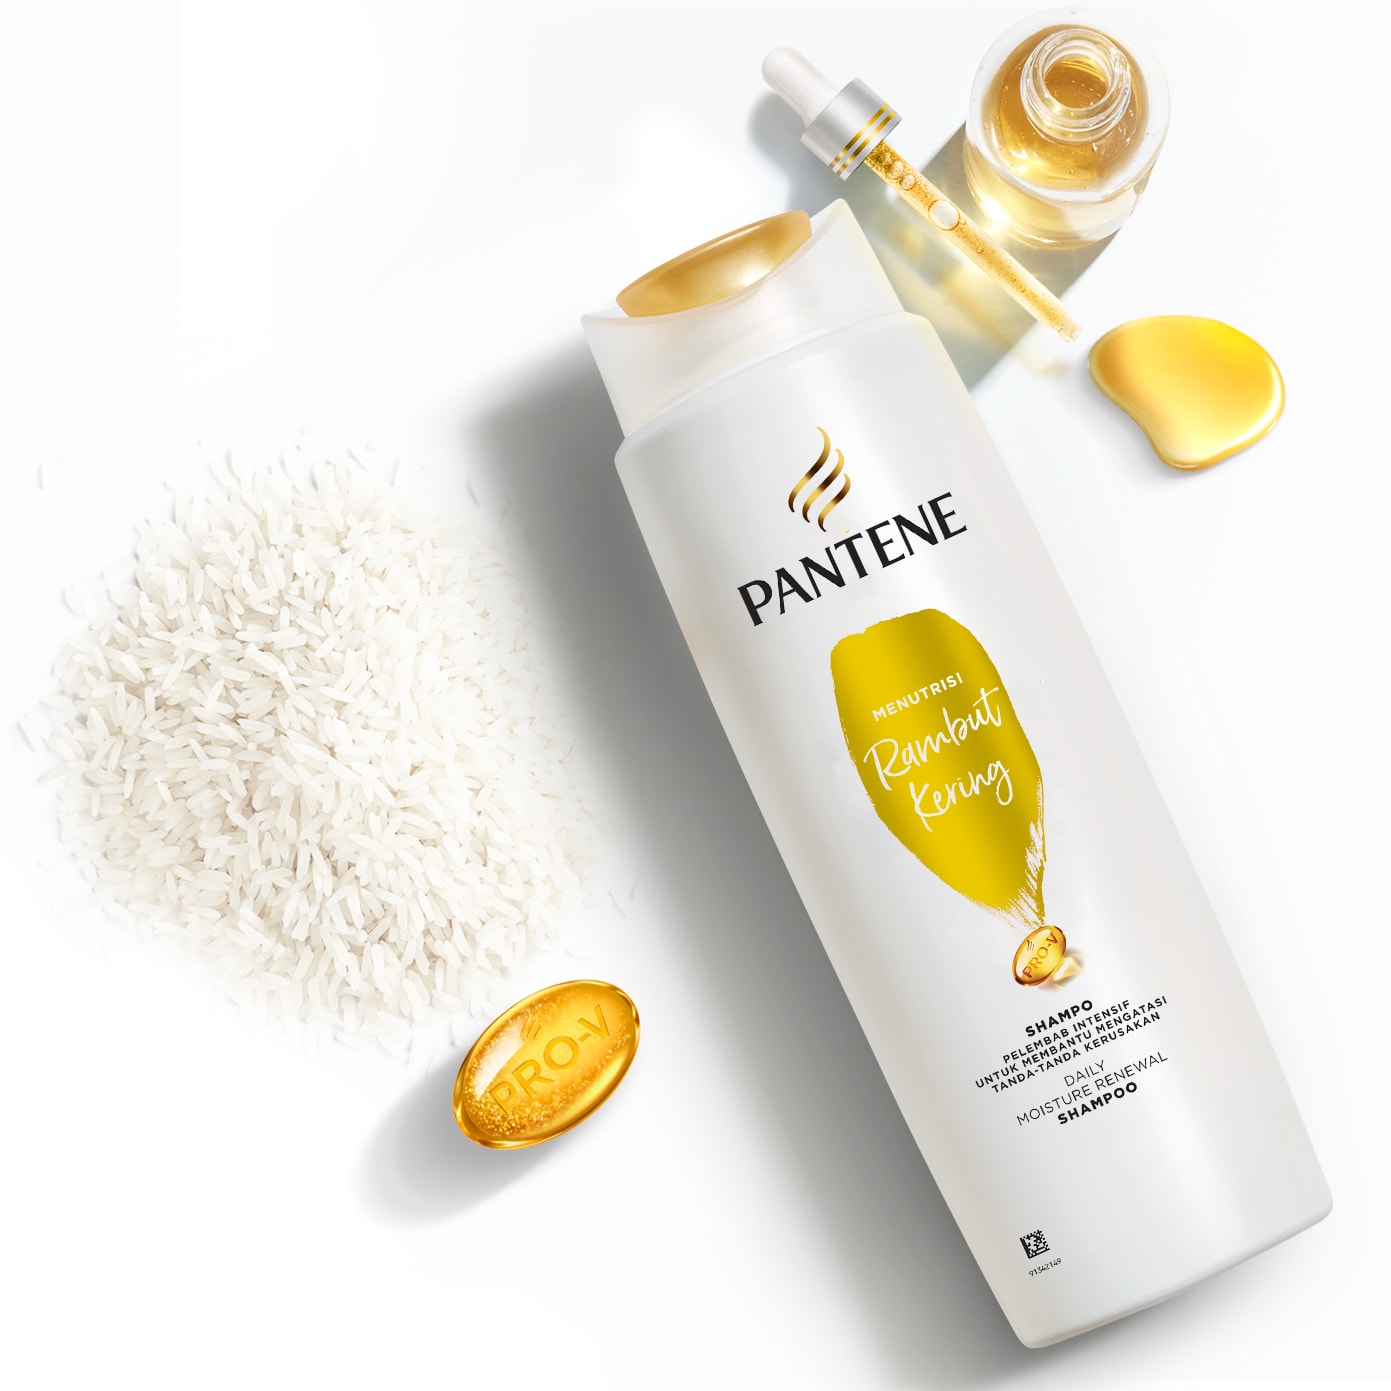 PANTENE
MENUTRISI
Rambut
Kering
PRO-V
SHAMPO
PELEMBAB INTENSIF
UNTUK MEMBANTU MENGATASI
TANDA-TANDA KERUSAKAN
DAILY
MOISTURE RENEWAL
SHAMPOO
91342149
PRO-V